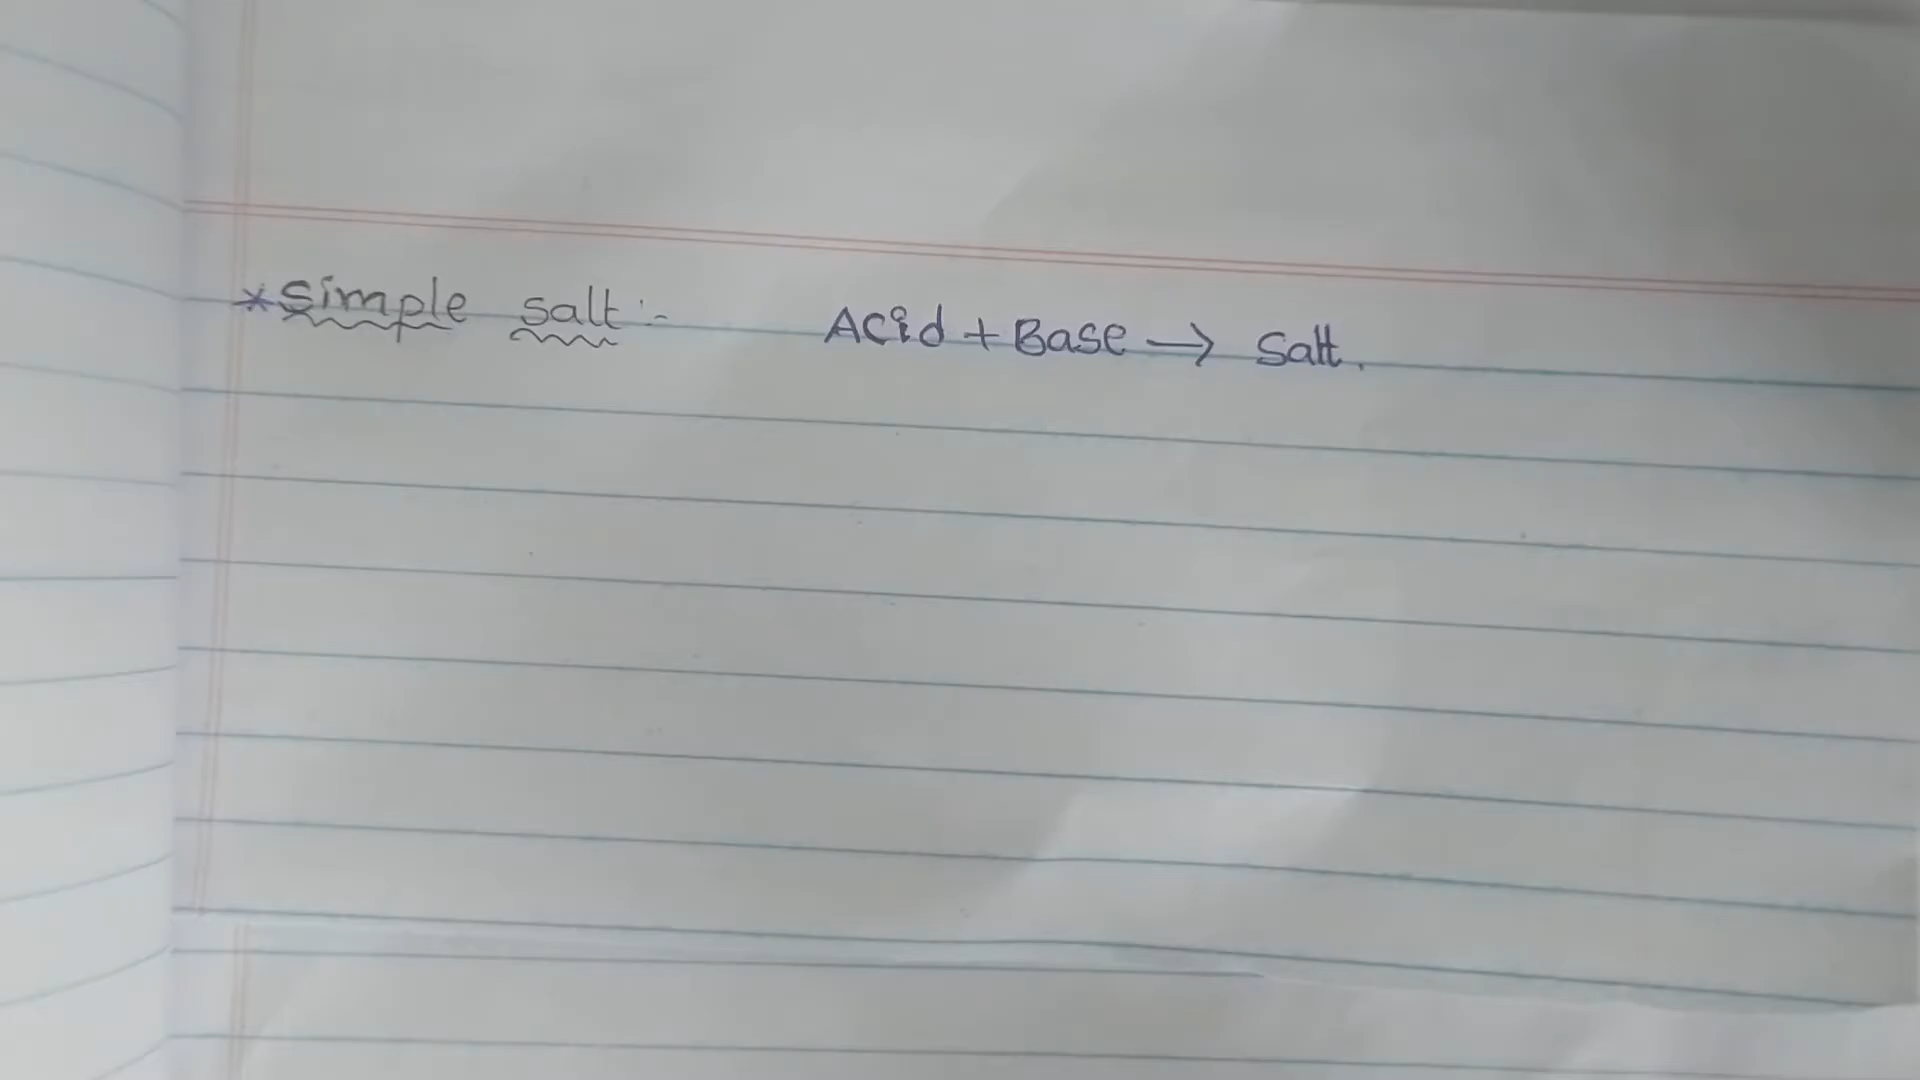 *Simple salt:- Acid + Base → Salt.